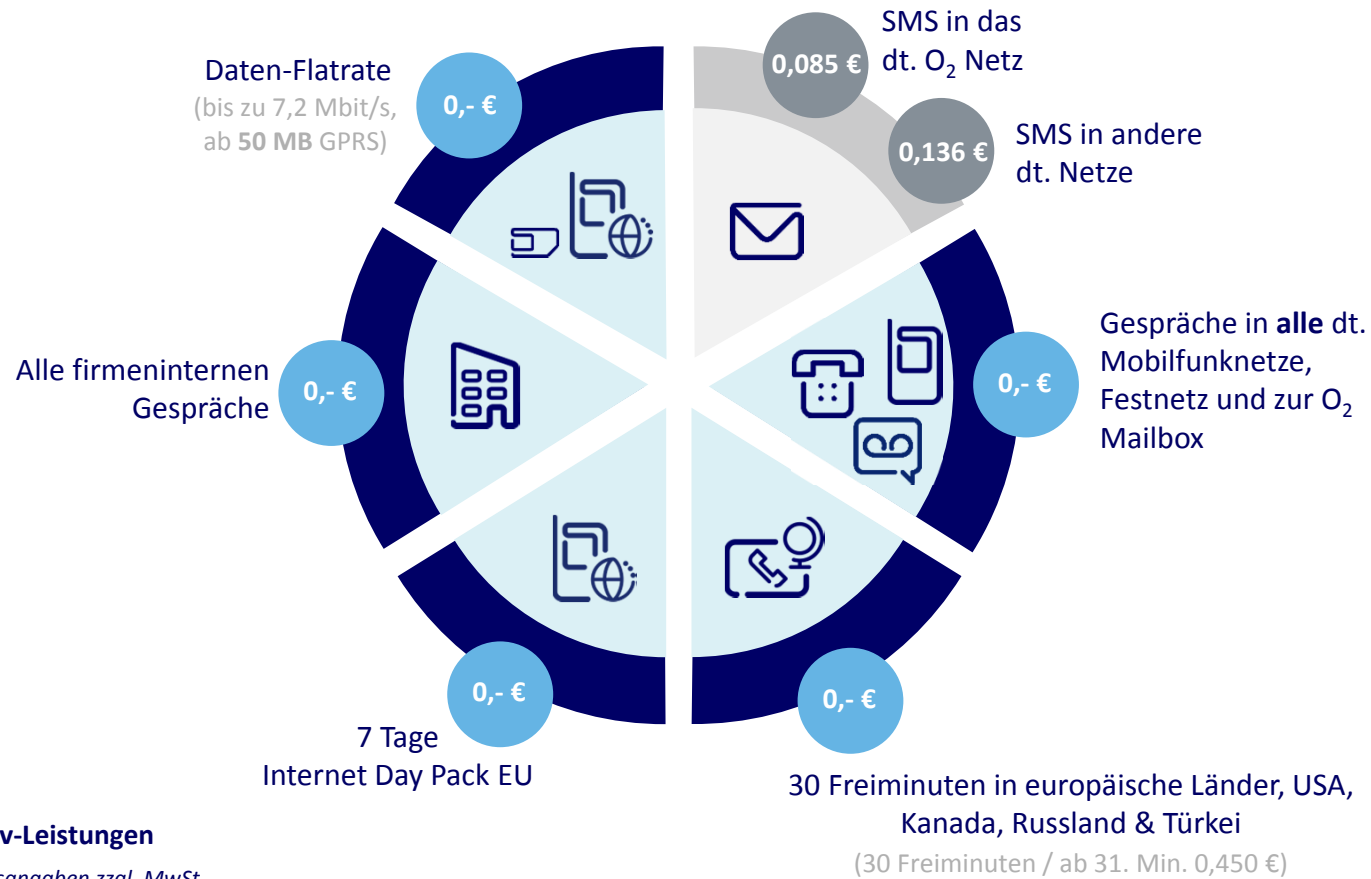 SMS in das
dt. O₂ Netz
0,085 €
SMS in andere
dt. Netze
0,136 €
Daten-Flatrate
(bis zu 7,2 Mbit/s,
ab 50 MB GPRS)
0,- €
Gespräche in alle dt.
Mobilfunknetze,
Festnetz und zur O₂
Mailbox
0,- €
Alle firmeninternen
Gespräche
0,- €
0,- €
7 Tage
Internet Day Pack EU
0,- €
30 Freiminuten in europäische Länder, USA,
Kanada, Russland & Türkei
(30 Freiminuten / ab 31. Min. 0,450 €)
v-Leistungen
zzgl. MwSt